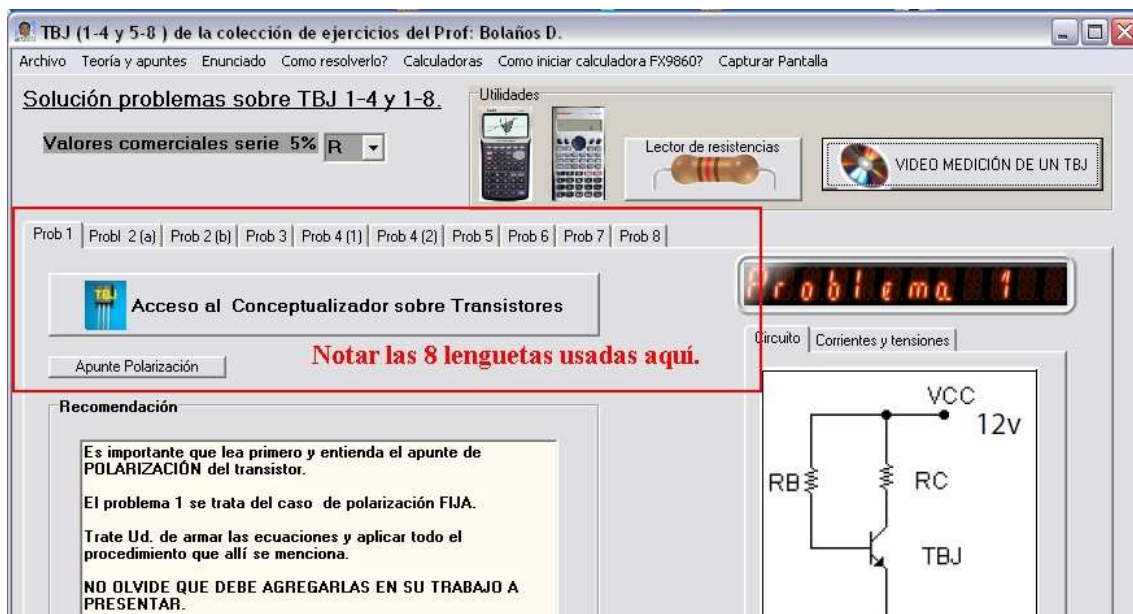 TBJ (1-4 y 5-8 ) de la colección de ejercicios del Prof: Bolaños D.
Archivo Teoría y apuntes Enunciado Como resolverlo? Calculadoras Como iniciar calculadora FX9860? Capturar Pantalla
Solución problemas sobre TBJ 1-4 y 1-8.
Valores comerciales serie 5% R
Utilidades
Lector de resistencias
VIDEO MEDICIÓN DE UN TBJ
Prob 1 Probl 2 (a) Prob 2 (b) Prob 3 Prob 4 (1) Prob 4 (2) Prob 5 Prob 6 Prob 7 Prob 8
TBJ
Acceso al Conceptualizador sobre Transistores
Apunte Polarización
Notar las 8 lenguetas usadas aquí.
Problema 1
Circuito Corrientes y tensiones
Recomendación
Es importante que lea primero y entienda el apunte de
POLARIZACIÓN del transistor.
El problema 1 se trata del caso de polarización FIJA.
Trate Ud. de armar las ecuaciones y aplicar todo el
procedimiento que allí se menciona.
NO OLVIDE QUE DEBE AGREGARLAS EN SU TRABAJO A
PRESENTAR.
VCC
12v
RB
RC
TBJ